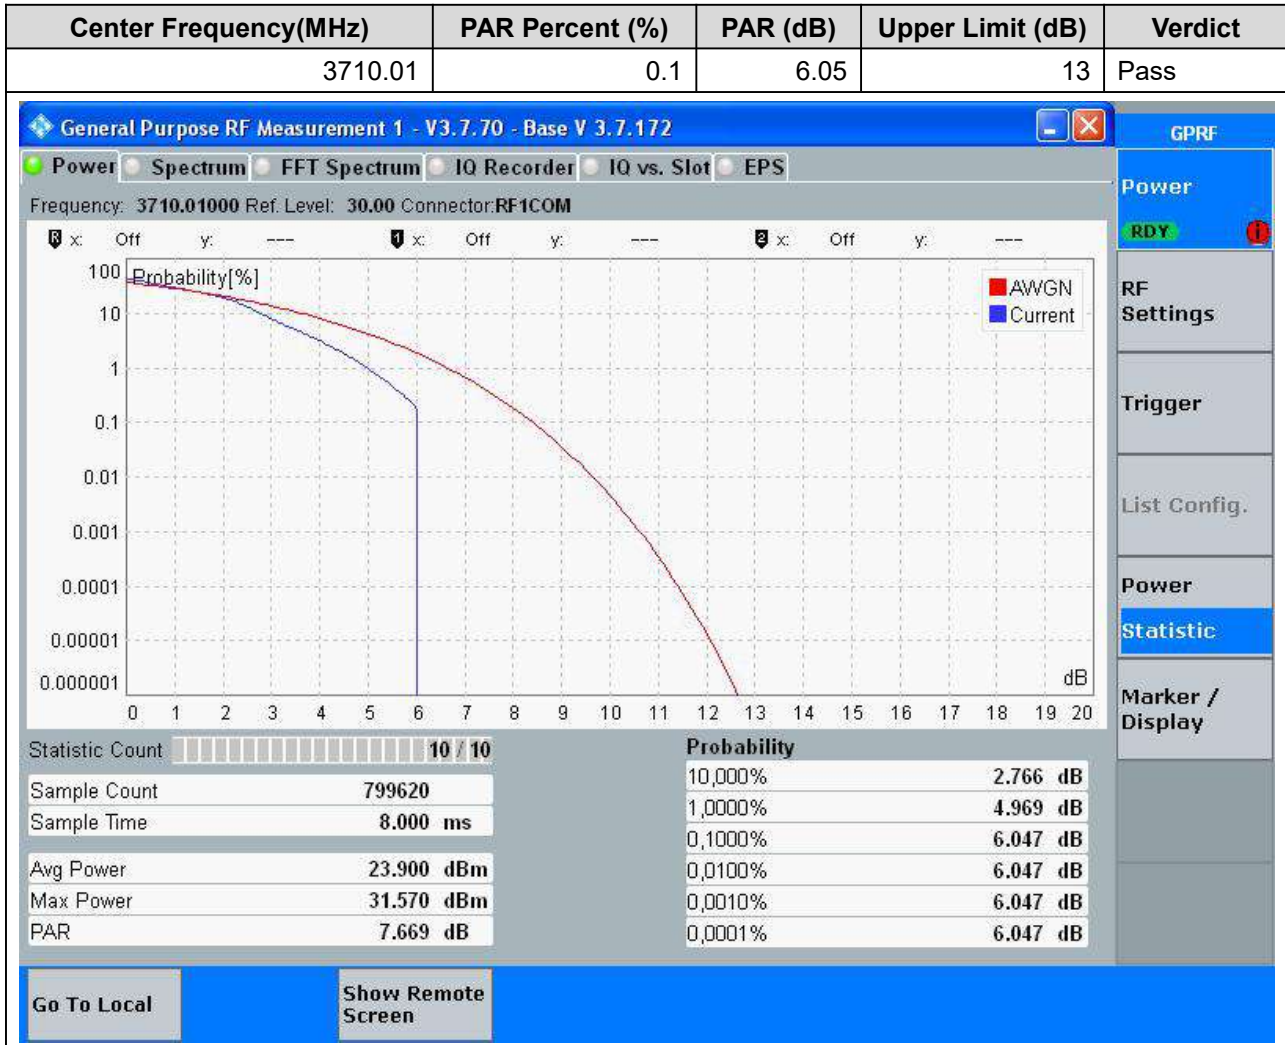 Center Frequency(MHz) PAR Percent (%) PAR (dB) Upper Limit (dB) Verdict
3710.01 0.1 6.05 13 Pass
General Purpose RF Measurement 1 - V3.7.70 - Base V 3.7.172
GPRF
Power Spectrum FFT Spectrum IQ Recorder IQ vs. Slot EPS
Frequency: 3710.01000 Ref. Level: 30.00 Connector:RF1COM
R x: Off y: --- 1 x: Off y: --- 2 x: Off y: ---
Probability[%]
AWGN
Current
100
10
1
0.1
0.01
0.001
0.0001
0.00001
0.000001
dB
0 1 2 3 4 5 6 7 8 9 10 11 12 13 14 15 16 17 18 19 20
Statistic Count 10 / 10
Sample Count 799620
Sample Time 8.000 ms
Avg Power 23.900 dBm
Max Power 31.570 dBm
PAR 7.669 dB
Probability
10,000% 2.766 dB
1,0000% 4.969 dB
0,1000% 6.047 dB
0,0100% 6.047 dB
0,0010% 6.047 dB
0,0001% 6.047 dB
Power
RDY
RF
Settings
Trigger
List Config.
Power
Statistic
Marker /
Display
Go To Local
Show Remote
Screen